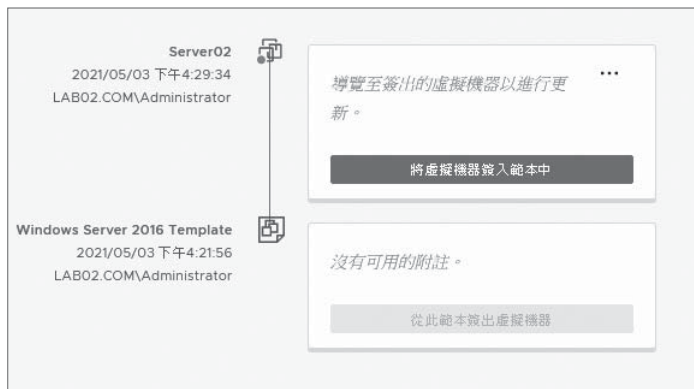 Server02
2021/05/03 下午4:29:34
LAB02.COM\Administrator
導覽至簽出的虛擬機器以進行更
新。
...
將虛擬機器簽入範本中
Windows Server 2016 Template
2021/05/03 下午4:21:56
LAB02.COM\Administrator
沒有可用的附註。
從此範本簽出虛擬機器